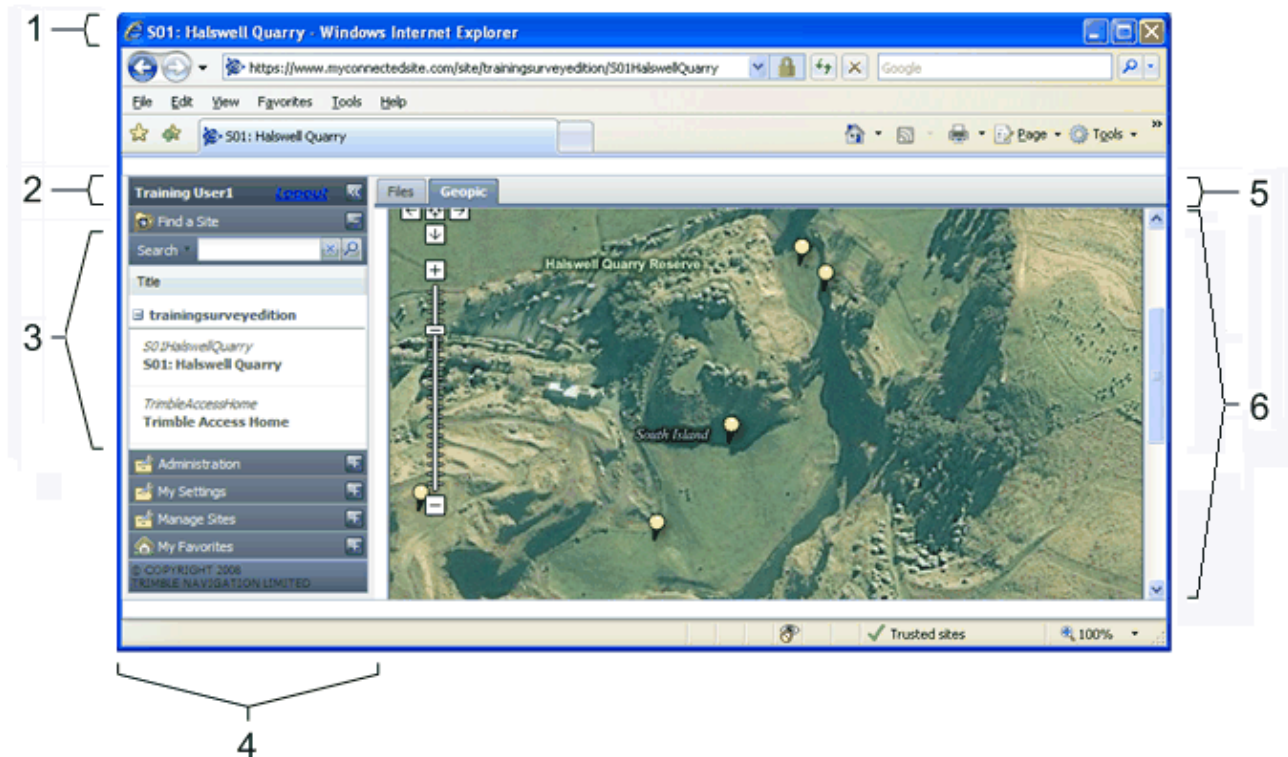 1
S01: Halswell Quarry - Windows Internet Explorer
https://www.myconnectedsite.com/site/trainingsurveyedition/S01HalswellQuarry
Google
File Edit View Favorites Tools Help
S01: Halswell Quarry
Page Tools »
2
Training User1 Logout
Files Geopic
5
Find a Site
Search
Title
3
trainingsurveyedition
S01HalswellQuarry
S01: Halswell Quarry
TrimbleAccessHome
Trimble Access Home
Administration
My Settings
Manage Sites
My Favorites
© COPYRIGHT 2008
TRIMBLE NAVIGATION LIMITED
Halswell Quarry Reserve
South Island
6
Trusted sites
100%
4